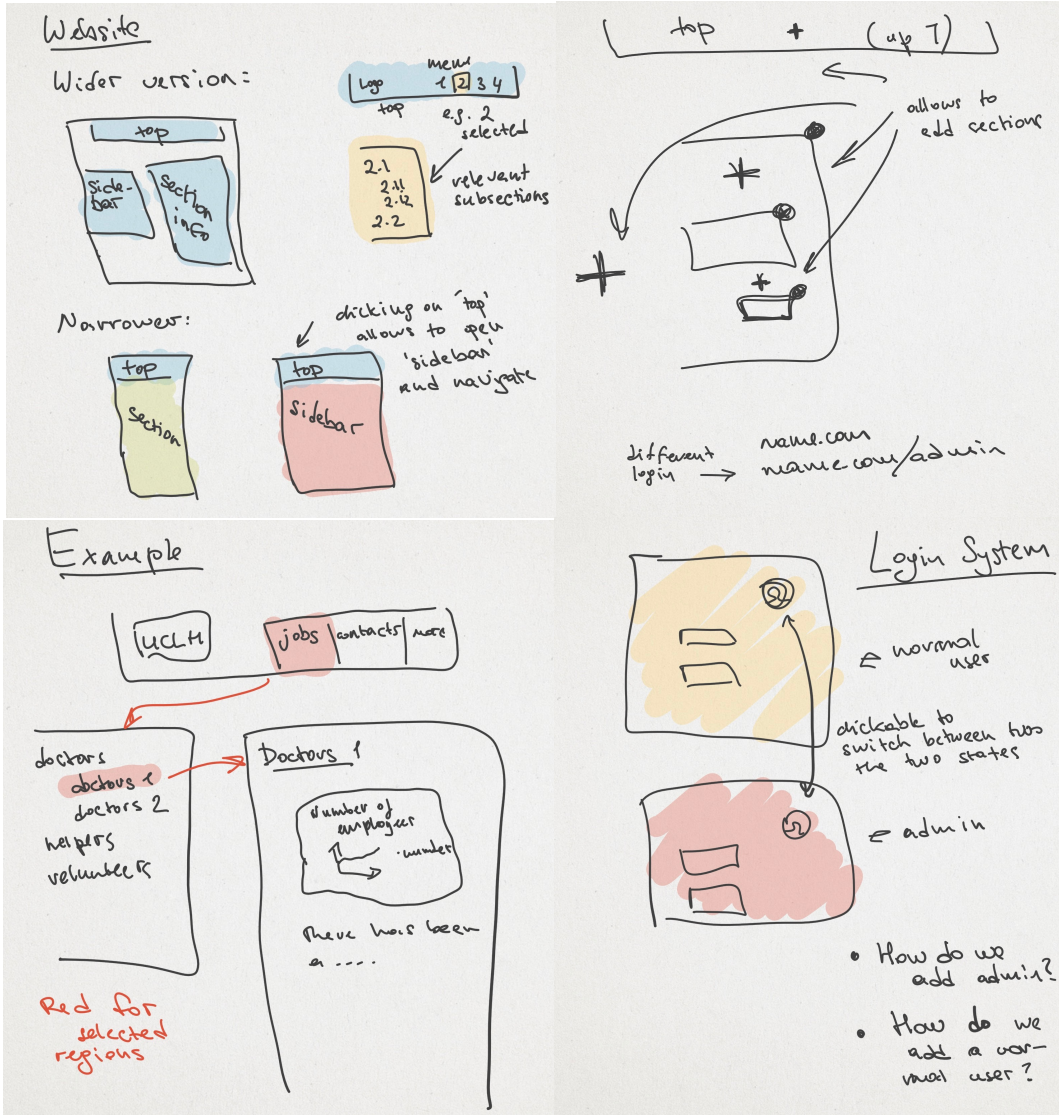 Website
Wider version:
menu
Logo 1 2 3 4
top
e.g. 2
selected
top
side-
bar
section
info
2.1
2.11
2.12
2.2
relevant
subsections
Narrower:
clicking on 'top'
allows to open
'sidebar'
and navigate
top
section
top
sidebar
top + (up 7)
allows to
add sections
+
+
+
different
login
name.com
name.com/admin
Example
UCLH
jobs
contacts
more
doctors
doctors 1
doctors 2
helpers
volunteers
Doctors 1
Number of
employees
number
There has been
a ....
Red for
selected
regions
Login System
normal
user
clickable to
switch between two
the two states
admin
• How do we
add admin?
• How do we
add a nor-
mal user?